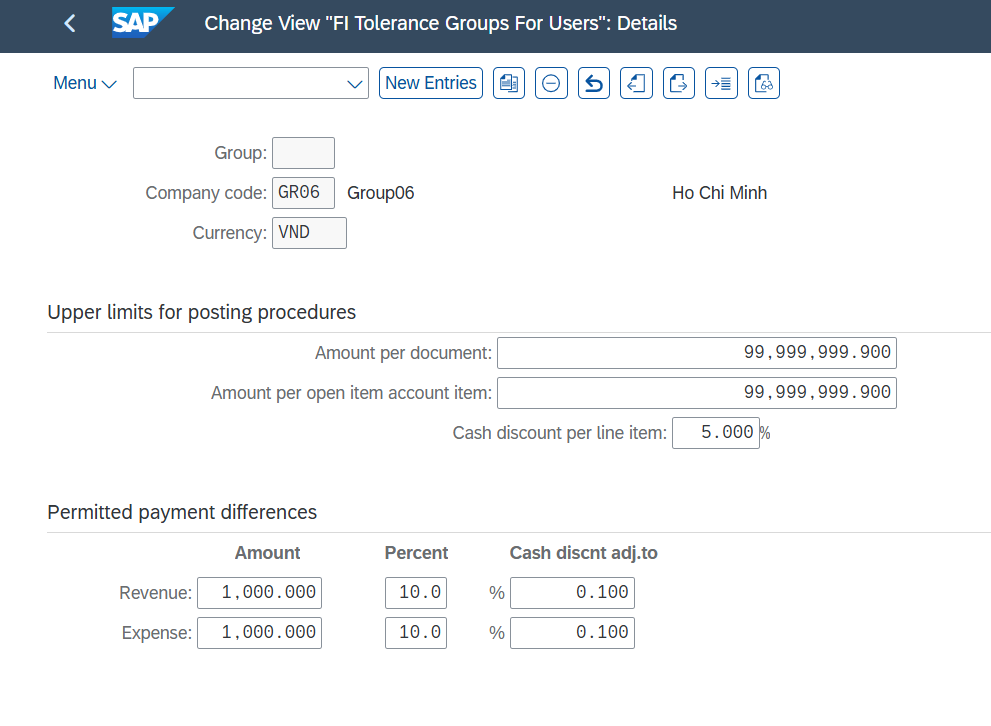 SAP Change View "FI Tolerance Groups For Users": Details
Menu New Entries
Group:
Company code: GR06 Group06 Ho Chi Minh
Currency: VND
Upper limits for posting procedures
Amount per document: 99,999,999.900
Amount per open item account item: 99,999,999.900
Cash discount per line item: 5.000 %
Permitted payment differences
Amount Percent Cash discnt adj.to
Revenue: 1,000.000 10.0 % 0.100
Expense: 1,000.000 10.0 % 0.100